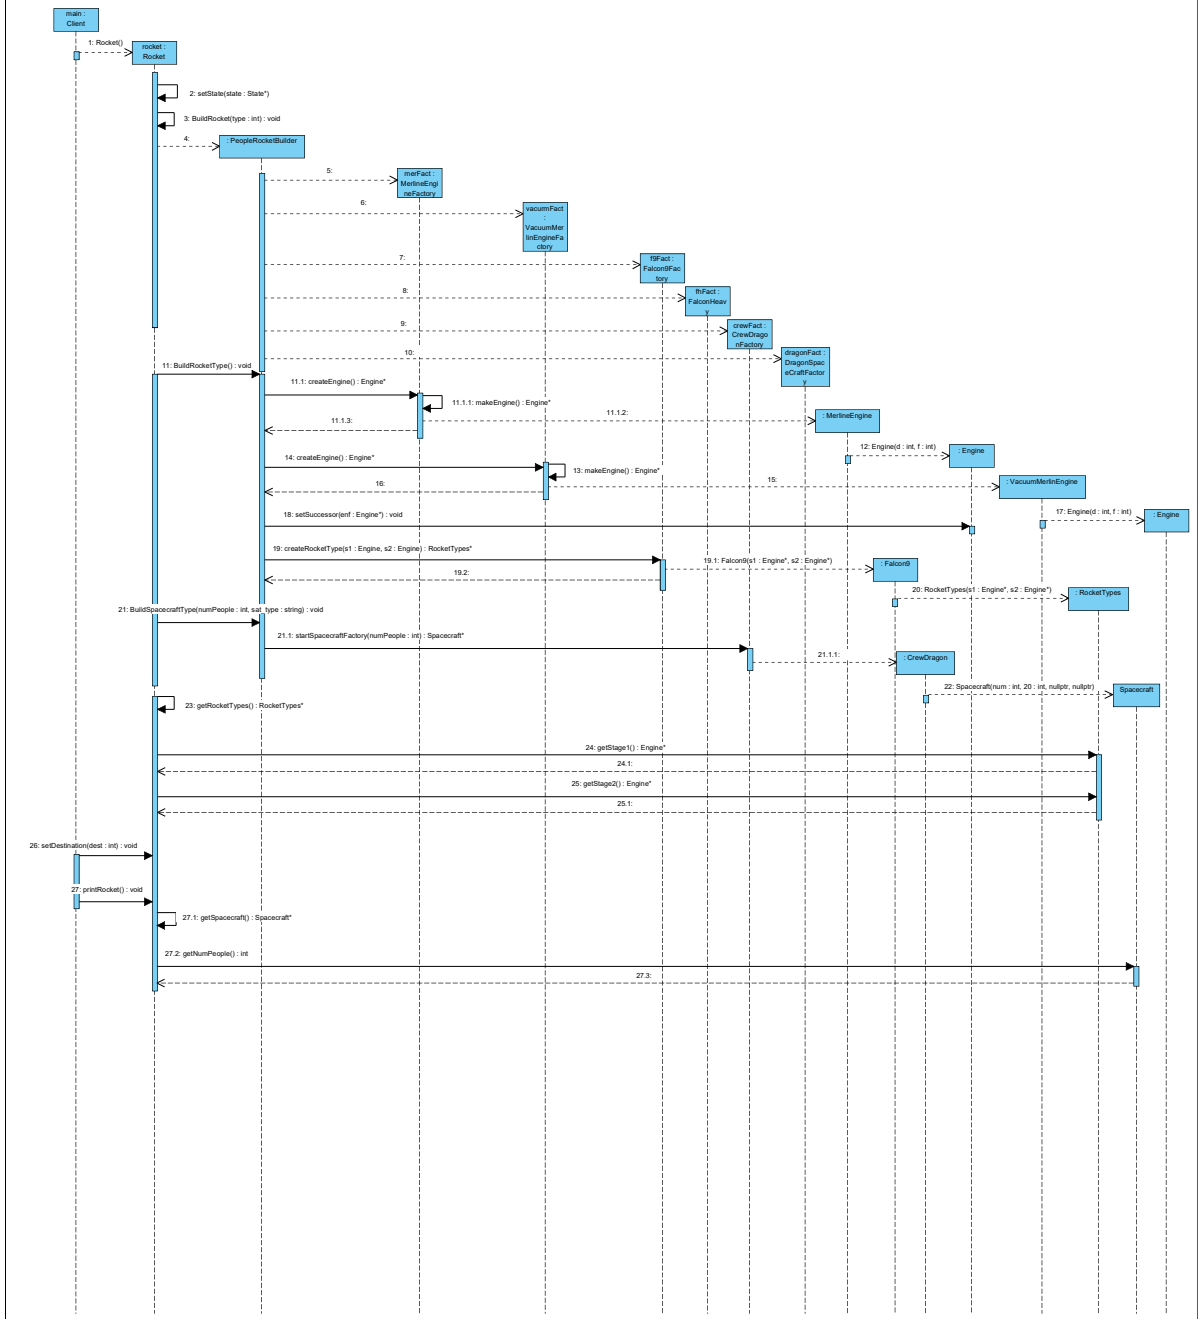 main :
Client
1: Rocket()
rocket :
Rocket
2: setState(state : State*)
3: BuildRocket(type : int) : void
4:
: PeopleRocketBuilder
5:
merFact :
MerlineEngi
neFactory
6:
vacumFact
:
VacuumMer
linEngineFa
ctory
7:
f9Fact :
Falcon9Fac
tory
8:
fhFact :
FalconHeav
y
9:
crewFact :
CrewDrago
nFactory
10:
dragonFact :
DragonSpac
eCraftFactor
y
11: BuildRocketType() : void
11.1: createEngine() : Engine*
11.1.1: makeEngine() : Engine*
11.1.2:
: MerlineEngine
11.1.3:
12: Engine(d : int, f : int)
: Engine
14: createEngine() : Engine*
13: makeEngine() : Engine*
15:
: VacuumMerlinEngine
16:
17: Engine(d : int, f : int)
: Engine
18: setSuccessor(enf : Engine*) : void
19: createRocketType(s1 : Engine, s2 : Engine) : RocketTypes*
19.1: Falcon9(s1 : Engine*, s2 : Engine*)
: Falcon9
19.2:
20: RocketTypes(s1 : Engine*, s2 : Engine*)
: RocketTypes
21: BuildSpacecraftType(numPeople : int, sat_type : string) : void
21.1: startSpacecraftFactory(numPeople : int) : Spacecraft*
21.1.1:
: CrewDragon
22: Spacecraft(num : int, 20 : int, nullptr, nullptr)
Spacecraft
23: getRocketTypes() : RocketTypes*
24: getStage1() : Engine*
24.1:
25: getStage2() : Engine*
25.1:
26: setDestination(dest : int) : void
27: printRocket() : void
27.1: getSpacecraft() : Spacecraft*
27.2: getNumPeople() : int
27.3: